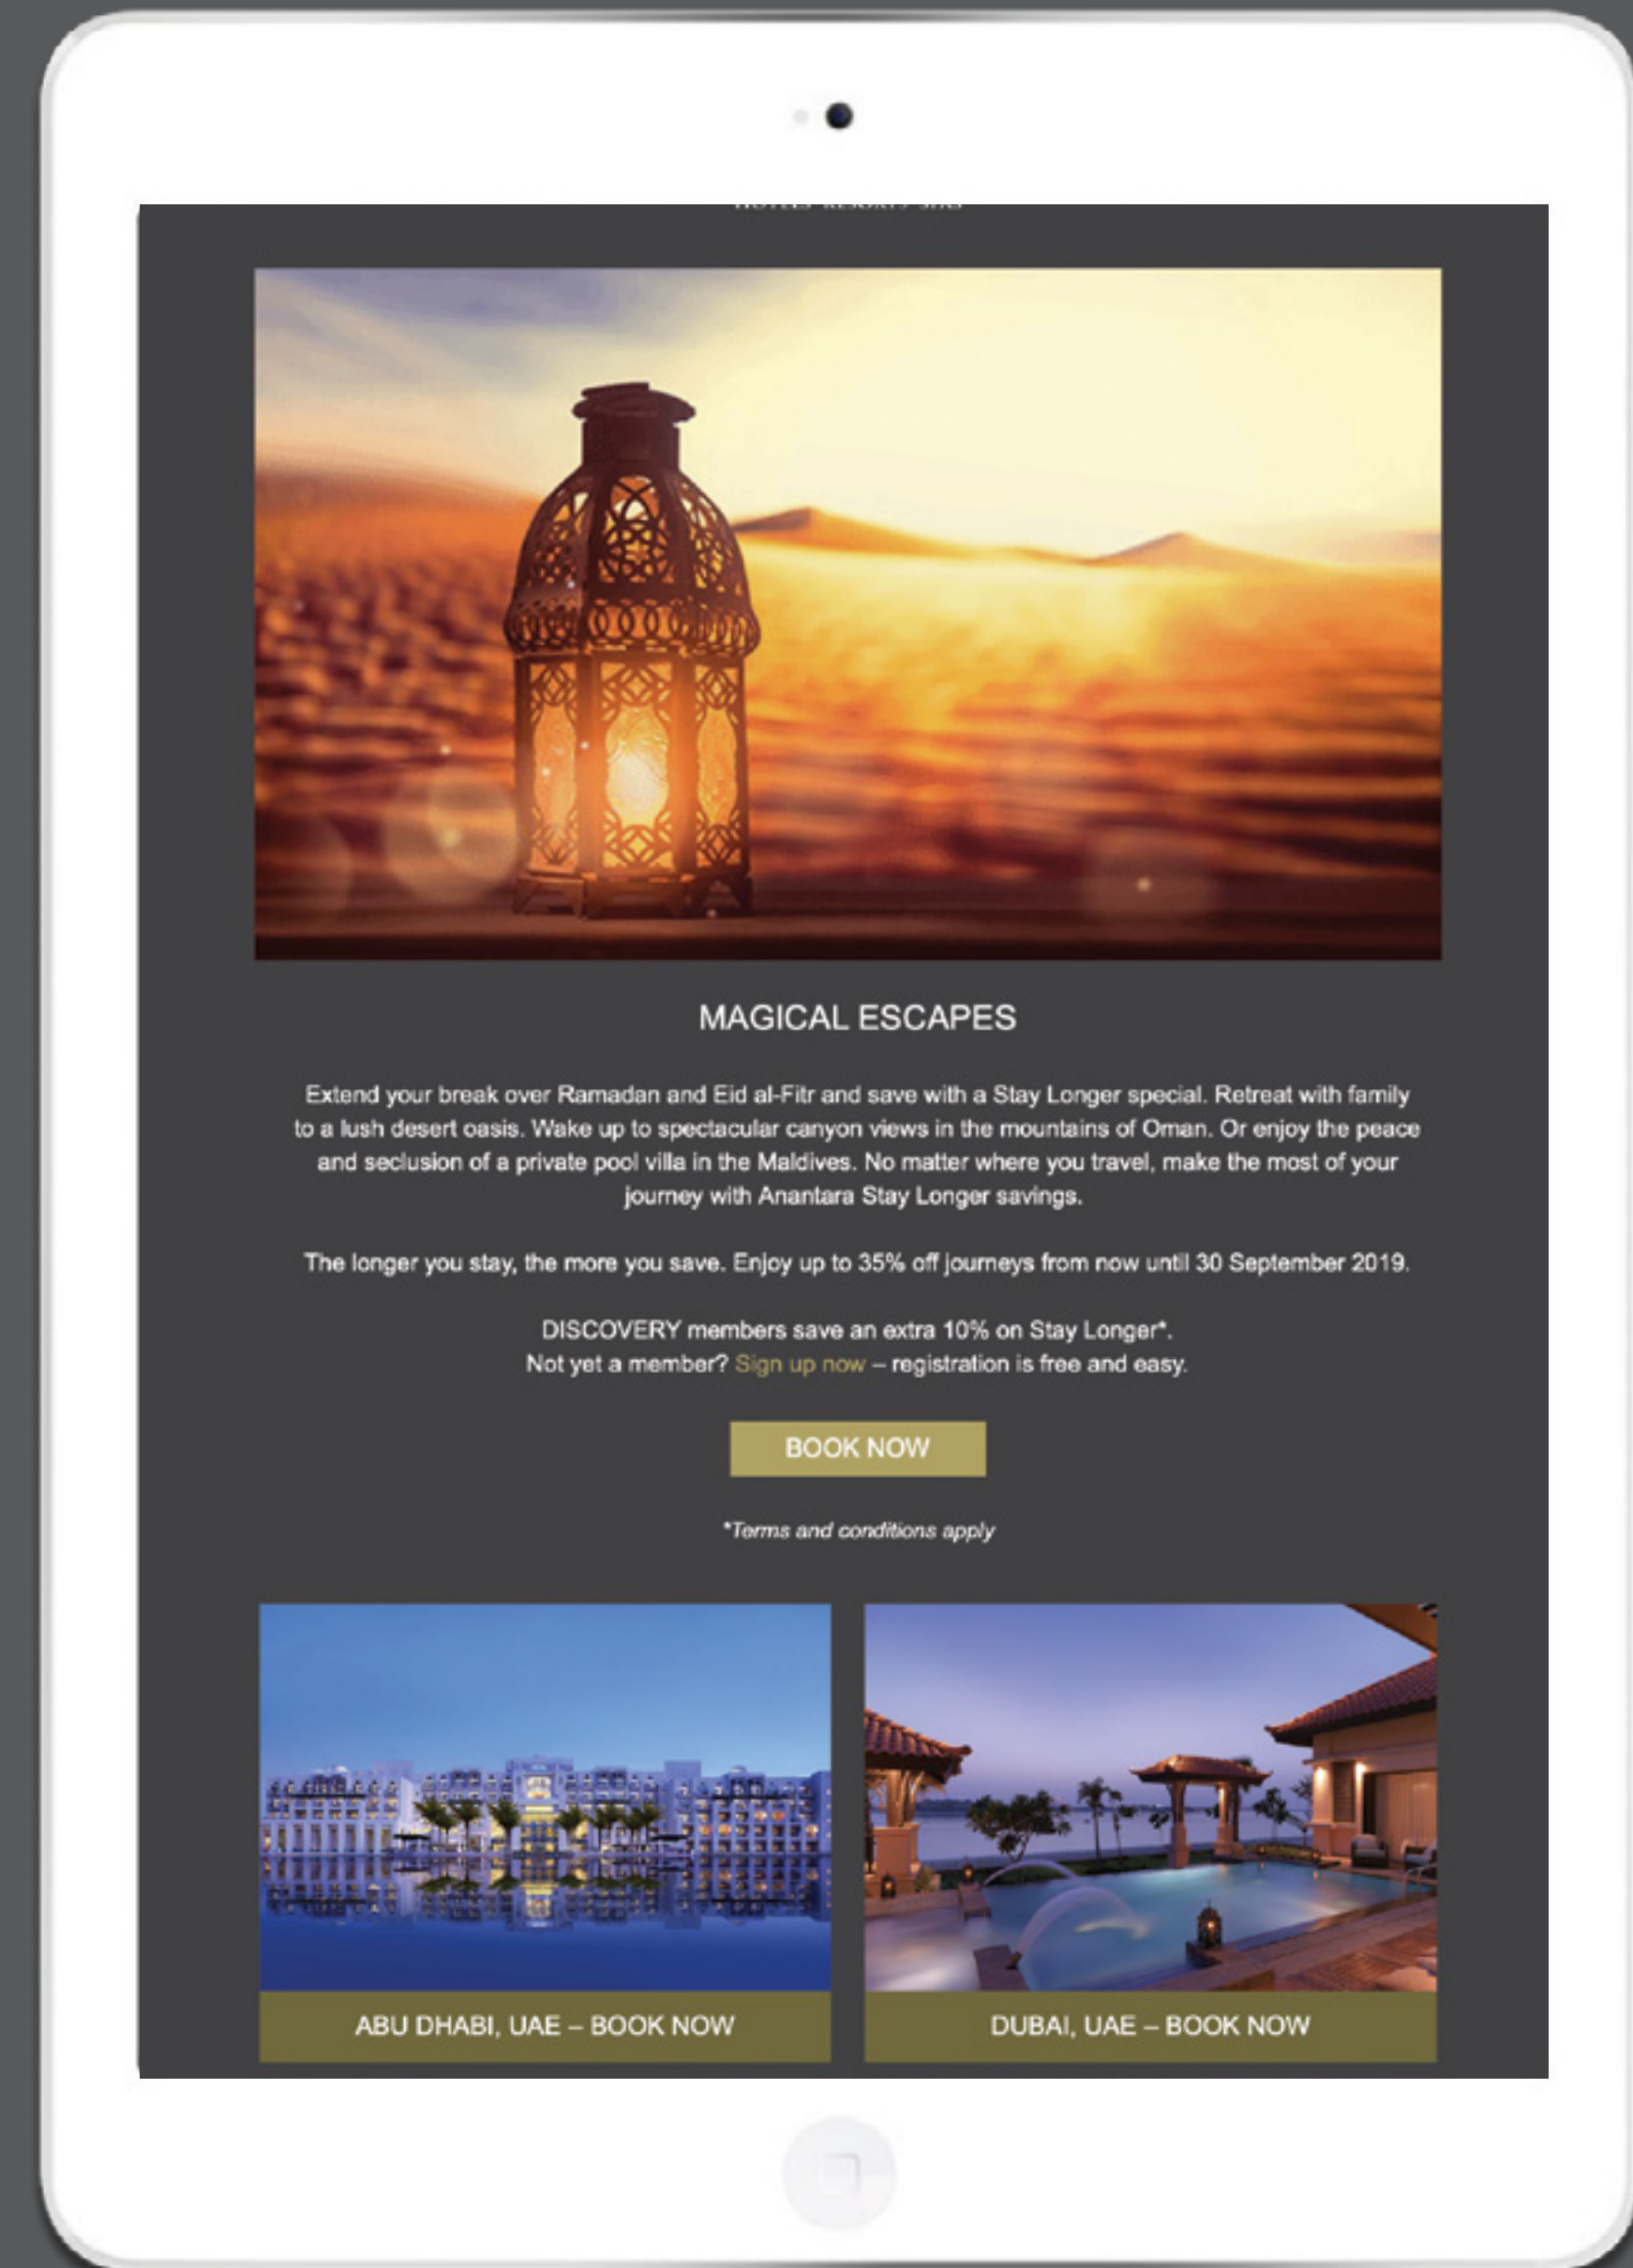 HOTELS RESORTS SPAS
MAGICAL ESCAPES
Extend your break over Ramadan and Eid al-Fitr and save with a Stay Longer special. Retreat with family
to a lush desert oasis. Wake up to spectacular canyon views in the mountains of Oman. Or enjoy the peace
and seclusion of a private pool villa in the Maldives. No matter where you travel, make the most of your
journey with Anantara Stay Longer savings.
The longer you stay, the more you save. Enjoy up to 35% off journeys from now until 30 September 2019.
DISCOVERY members save an extra 10% on Stay Longer*.
Not yet a member? Sign up now – registration is free and easy.
BOOK NOW
*Terms and conditions apply
ABU DHABI, UAE – BOOK NOW
DUBAI, UAE – BOOK NOW